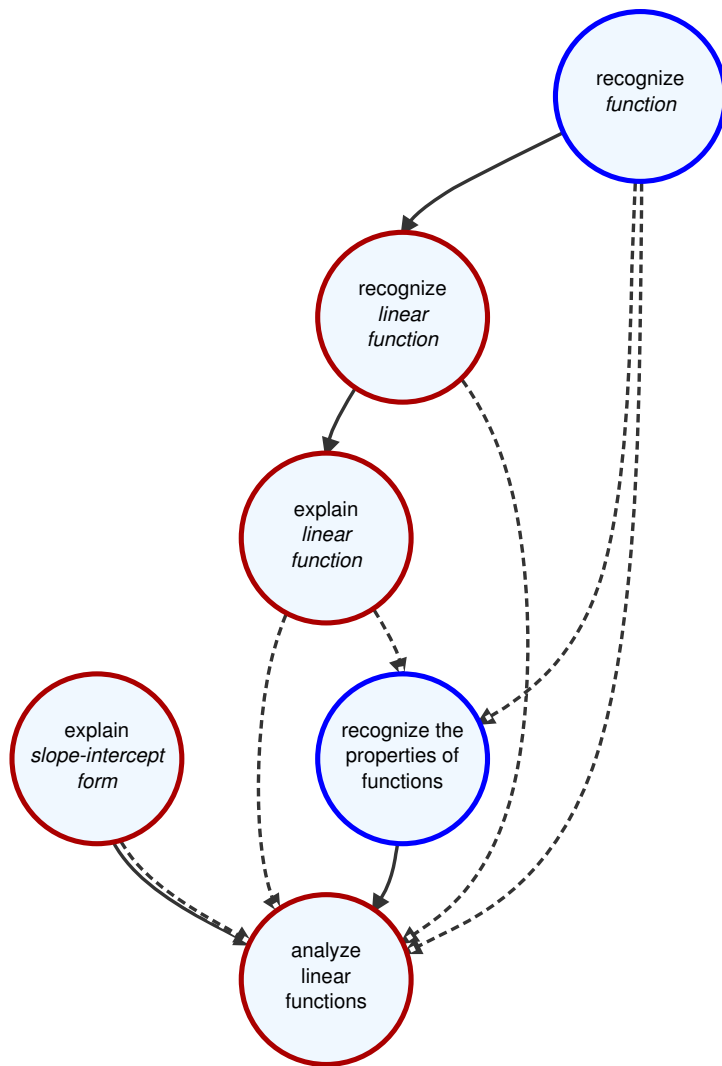 recognize
function
recognize
linear
function
explain
linear
function
explain
slope-intercept
form
recognize the
properties of
functions
analyze
linear
functions